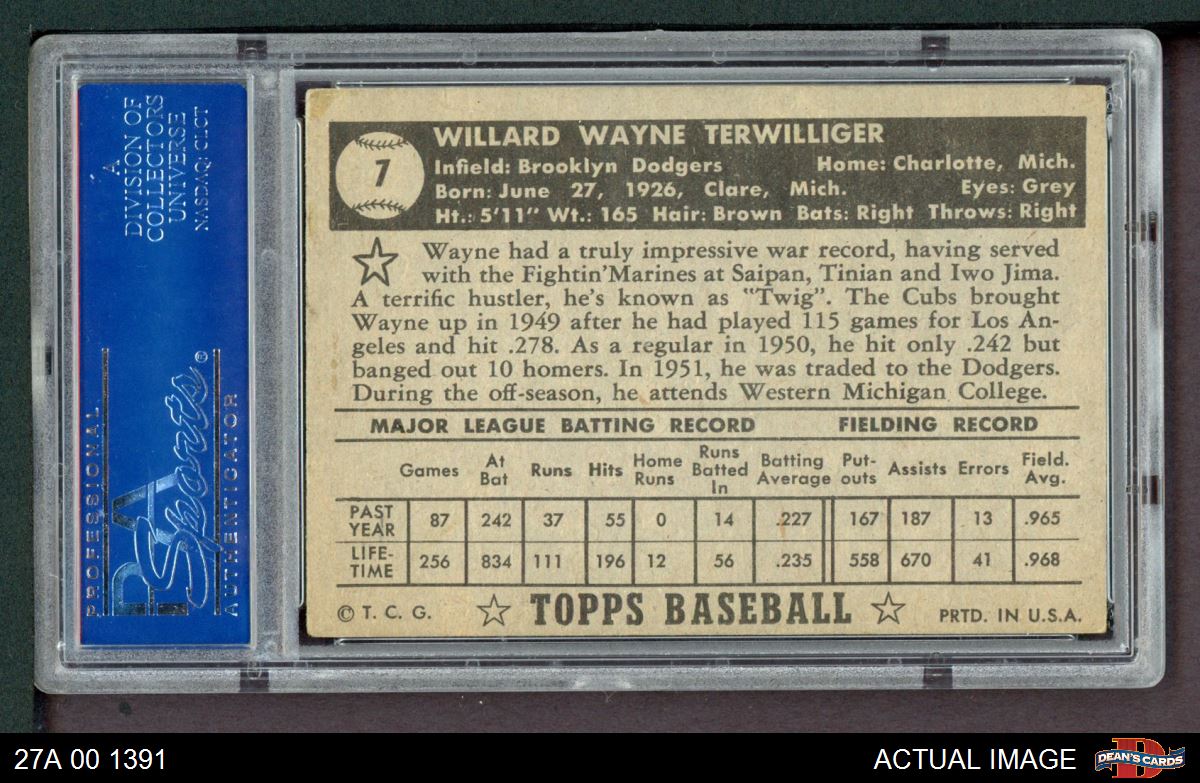 A
DIVISION OF
COLLECTORS
UNIVERSE
NASDAQ: CLCT
PROFESSIONAL
PSA
Sports®
AUTHENTICATOR
7
WILLARD WAYNE TERWILLIGER
Infield: Brooklyn Dodgers Home: Charlotte, Mich.
Born: June 27, 1926, Clare, Mich. Eyes: Grey
Ht.: 5'11" Wt.: 165 Hair: Brown Bats: Right Throws: Right
Wayne had a truly impressive war record, having served
with the Fightin'Marines at Saipan, Tinian and Iwo Jima.
A terrific hustler, he's known as "Twig". The Cubs brought
Wayne up in 1949 after he had played 115 games for Los An-
geles and hit .278. As a regular in 1950, he hit only .242 but
banged out 10 homers. In 1951, he was traded to the Dodgers.
During the off-season, he attends Western Michigan College.
MAJOR LEAGUE BATTING RECORD FIELDING RECORD
Games At Bat Runs Hits Home Runs Runs Batted In Batting Average Put-outs Assists Errors Field. Avg.
PAST YEAR 87 242 37 55 0 14 .227 167 187 13 .965
LIFE-TIME 256 834 111 196 12 56 .235 558 670 41 .968
© T. C. G. TOPPS BASEBALL PRTD. IN U.S.A.
27A 00 1391 ACTUAL IMAGE DEAN'S CARDS